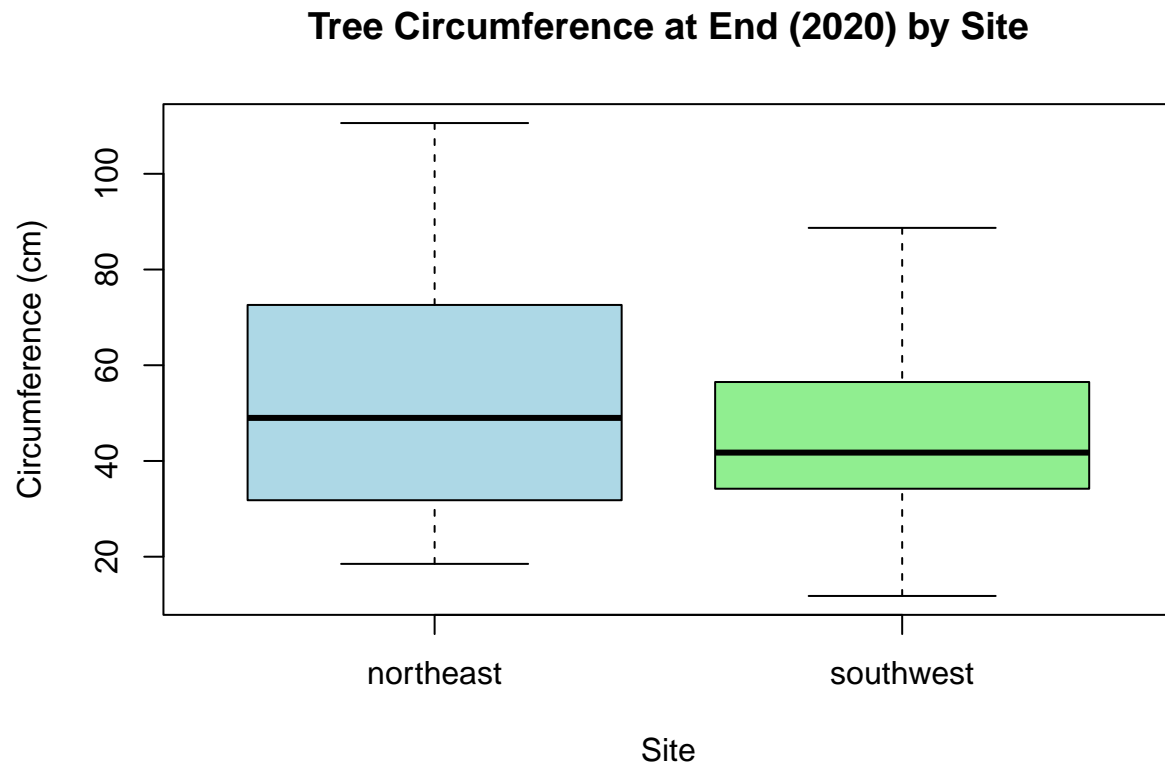 Tree Circumference at End (2020) by Site
Circumference (cm)
100
80
60
40
20
northeast southwest
Site